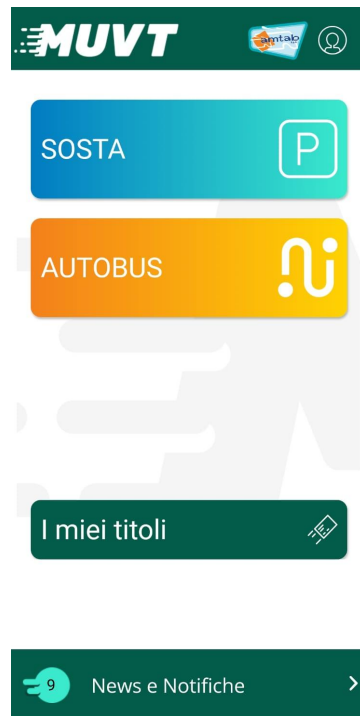 MUVT
amtab
SOSTA
P
AUTOBUS
I miei titoli
9
News e Notifiche